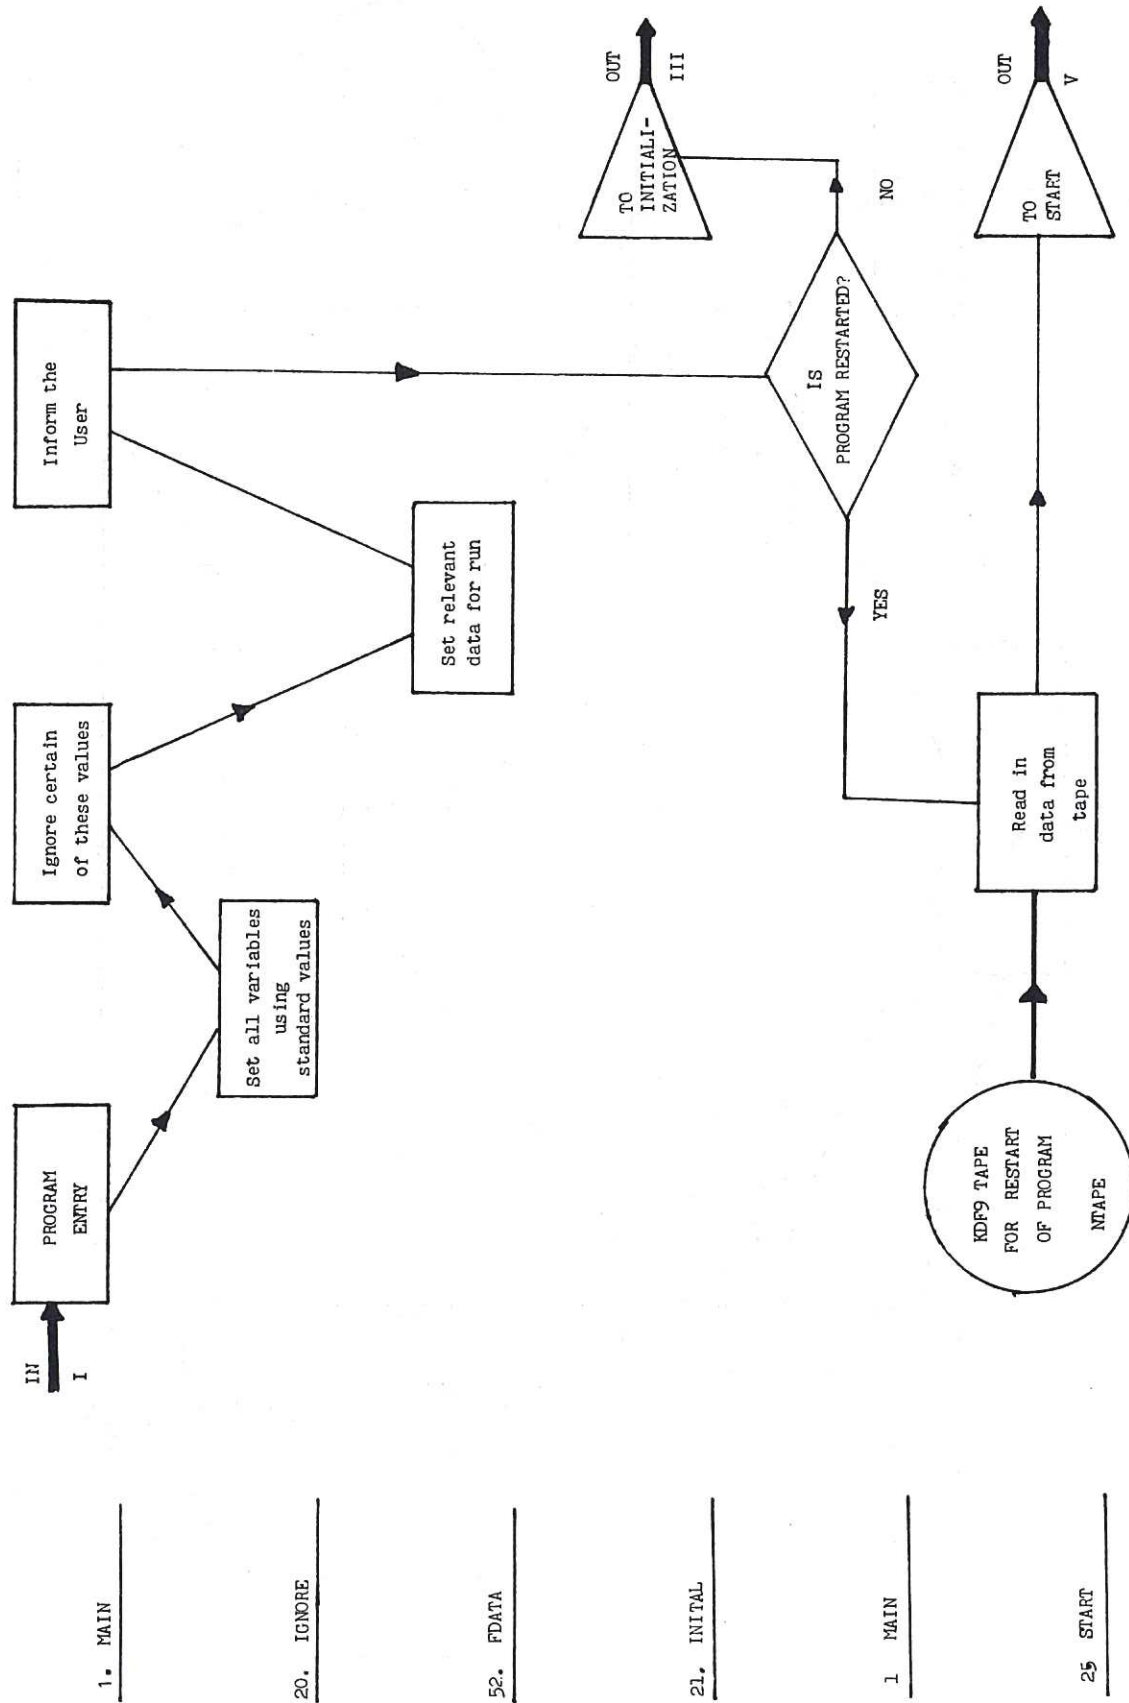 1. MAIN
IN
I
PROGRAM
ENTRY
Ignore certain
of these values
Inform the
User
20. IGNORE
Set all variables
using
standard values
52. FDATA
Set relevant
data for run
21. INITAL
TO
INITIALI-
ZATION
OUT
III
1 MAIN
IS
PROGRAM RESTARTED?
YES
NO
25 START
KDF9 TAPE
FOR RESTART
OF PROGRAM
NTAPE
Read in
data from
tape
TO
START
OUT
V